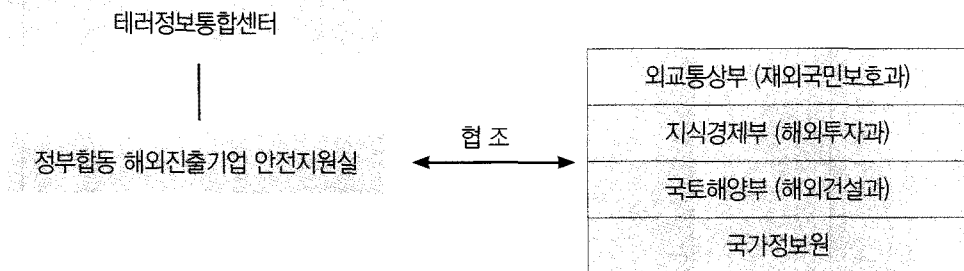 테러정보통합센터
정부합동 해외진출기업 안전지원실
협 조
외교통상부 (재외국민보호과)
지식경제부 (해외투자과)
국토해양부 (해외건설과)
국가정보원